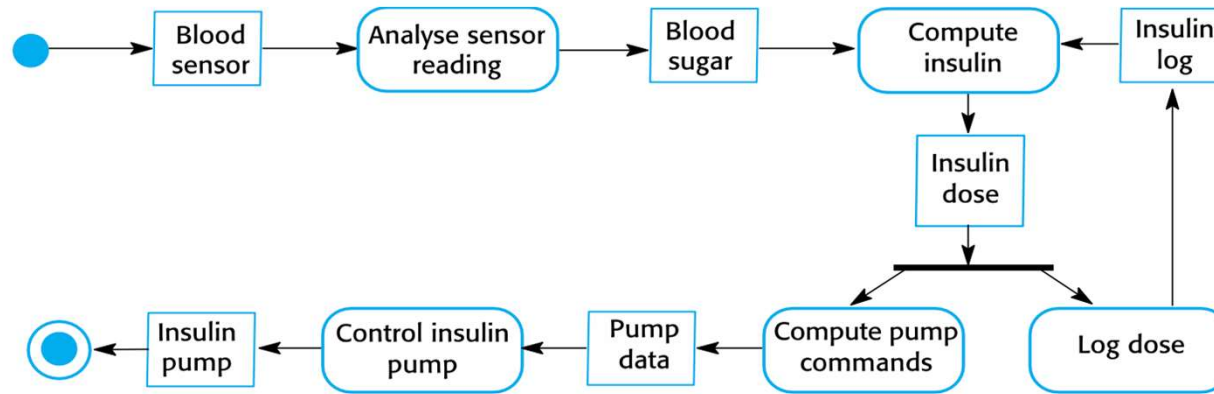 Blood
sensor
Analyse sensor
reading
Blood
sugar
Compute
insulin
Insulin
log
Insulin
dose
Insulin
pump
Control insulin
pump
Pump
data
Compute pump
commands
Log dose